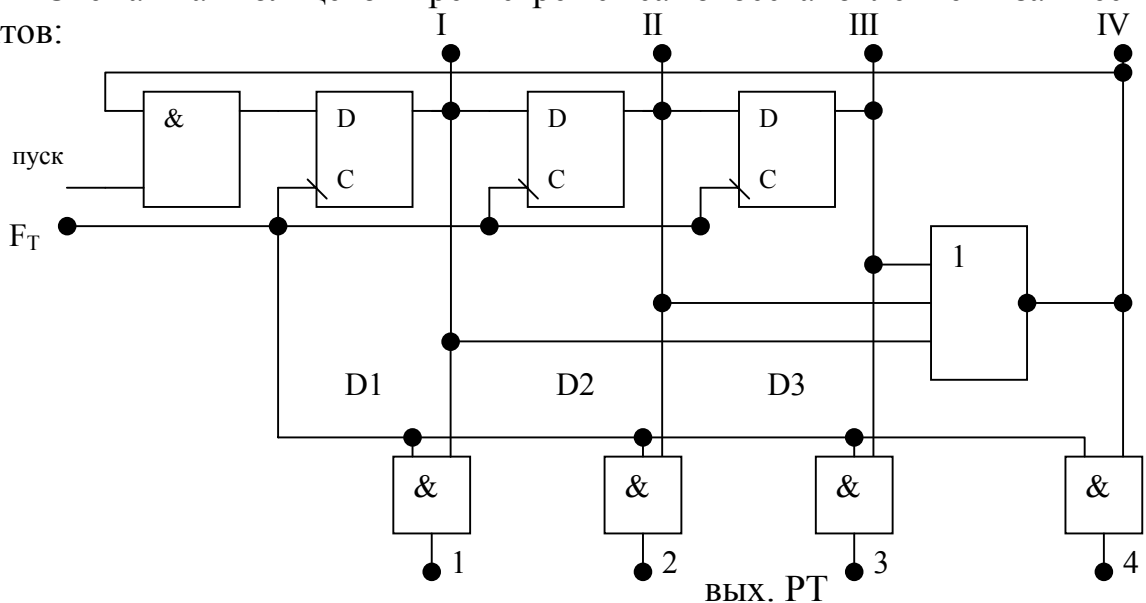 тов:
I II III IV
& D D D
пуск C C C
F_T
1
D1 D2 D3
& & & &
1 2 3 4
вых. РТ